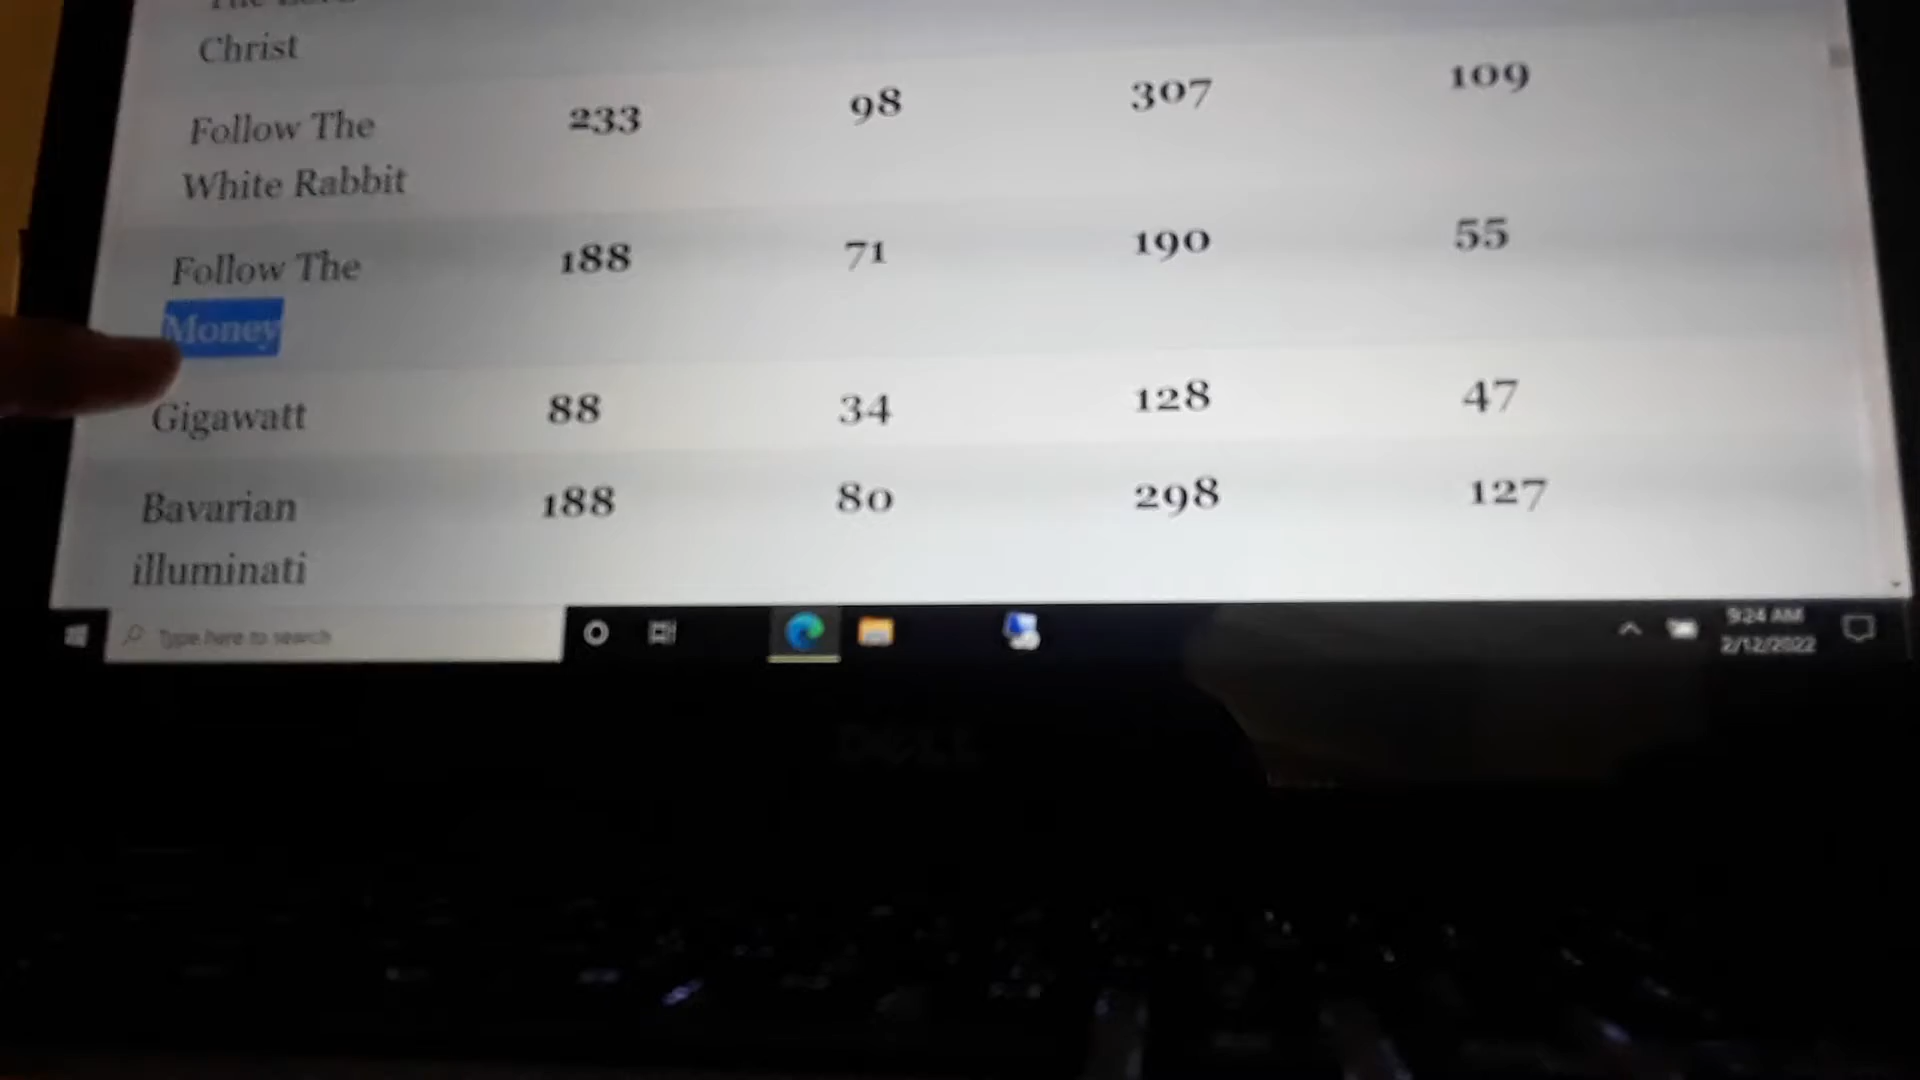 Christ
Follow The 233 98 307 109
White Rabbit
Follow The 188 71 190 55
Money
Gigawatt 88 34 128 47
Bavarian 188 80 298 127
illuminati
Type here to search
9:24 AM
2/12/2022
DELL